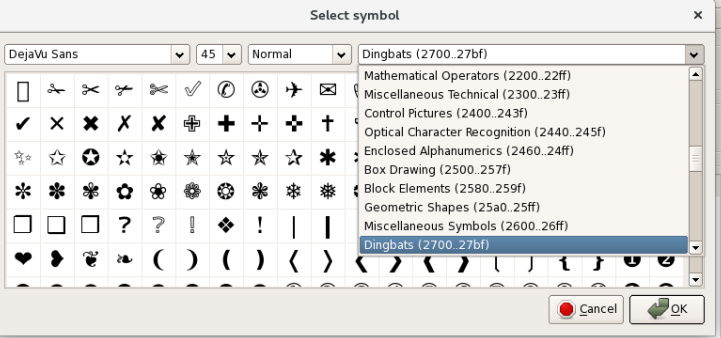 Select symbol
DejaVu Sans 45 Normal Dingbats (2700..27bf)
Mathematical Operators (2200..22ff)
Miscellaneous Technical (2300..23ff)
Control Pictures (2400..243f)
Optical Character Recognition (2440..245f)
Enclosed Alphanumerics (2460..24ff)
Box Drawing (2500..257f)
Block Elements (2580..259f)
Geometric Shapes (25a0..25ff)
Miscellaneous Symbols (2600..26ff)
Dingbats (2700..27bf)
Cancel OK